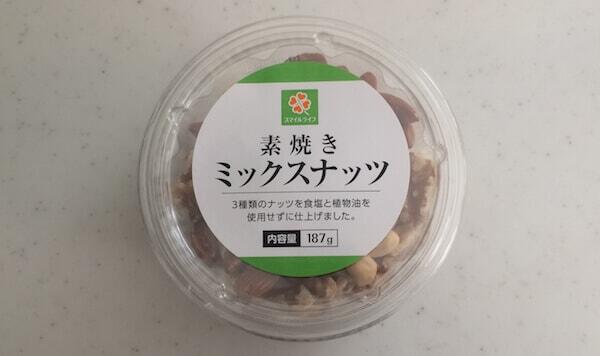 スマイルライフ
素焼き
ミックスナッツ
3種類のナッツを食塩と植物油を
使用せずに仕上げました。
内容量 187g